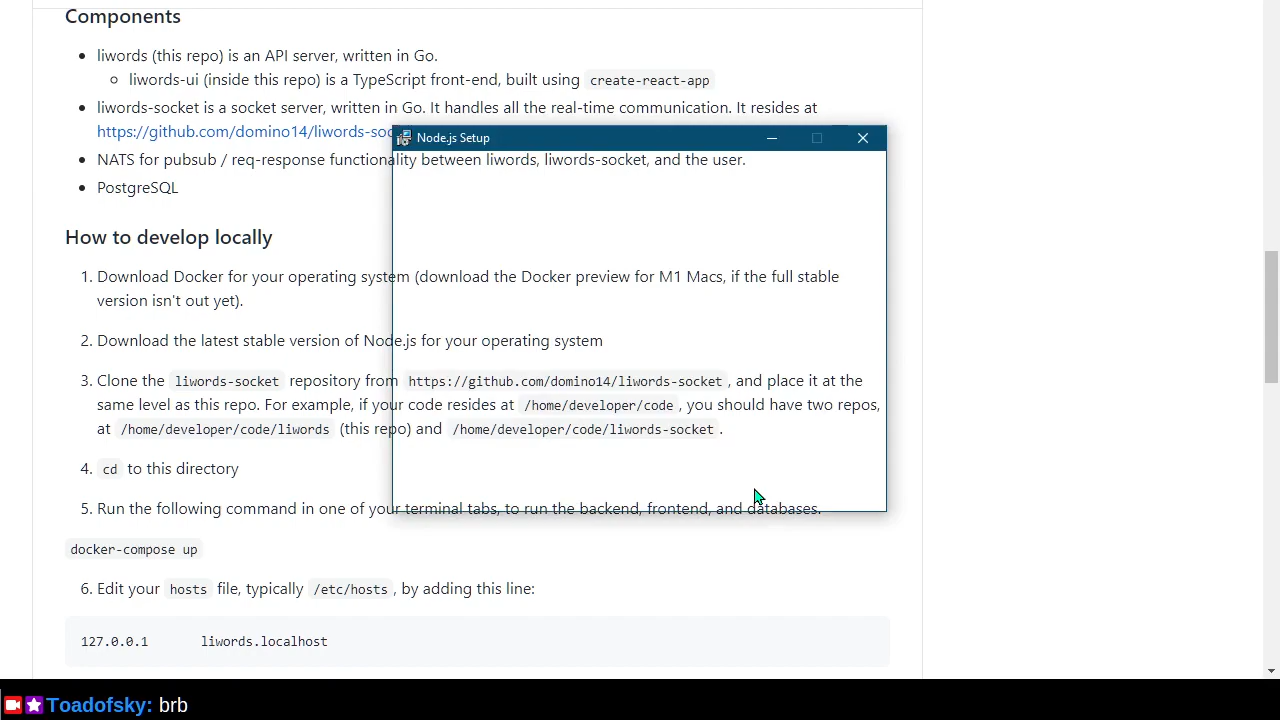 Components
liwords (this repo) is an API server, written in Go.
liwords-ui (inside this repo) is a TypeScript front-end, built using create-react-app
liwords-socket is a socket server, written in Go. It handles all the real-time communication. It resides at
https://github.com/domino14/liwords-soc
Node.js Setup
NATS for pubsub / req-response functionality between liwords, liwords-socket, and the user.
PostgreSQL
How to develop locally
1. Download Docker for your operating system (download the Docker preview for M1 Macs, if the full stable
version isn't out yet).
2. Download the latest stable version of Node.js for your operating system
3. Clone the liwords-socket repository from https://github.com/domino14/liwords-socket , and place it at the
same level as this repo. For example, if your code resides at /home/developer/code , you should have two repos,
at /home/developer/code/liwords (this repo) and /home/developer/code/liwords-socket .
4. cd to this directory
5. Run the following command in one of your terminal tabs, to run the backend, frontend, and databases.
docker-compose up
6. Edit your hosts file, typically /etc/hosts , by adding this line:
127.0.0.1 liwords.localhost
Toadofsky: brb